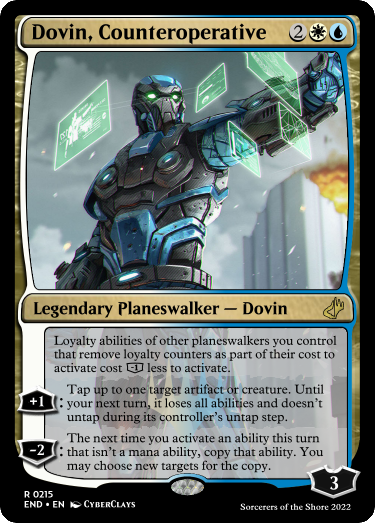 Dovin, Counteroperative 2
Legendary Planeswalker — Dovin
Loyalty abilities of other planeswalkers you control
that remove loyalty counters as part of their cost to
activate cost -1 less to activate.
+1: Tap up to one target artifact or creature. Until
your next turn, it loses all abilities and doesn't
untap during its controller's untap step.
-2: The next time you activate an ability this turn
that isn't a mana ability, copy that ability. You
may choose new targets for the copy.
3
R 0215
END • EN CyberClays
Sorcerers of the Shore 2022